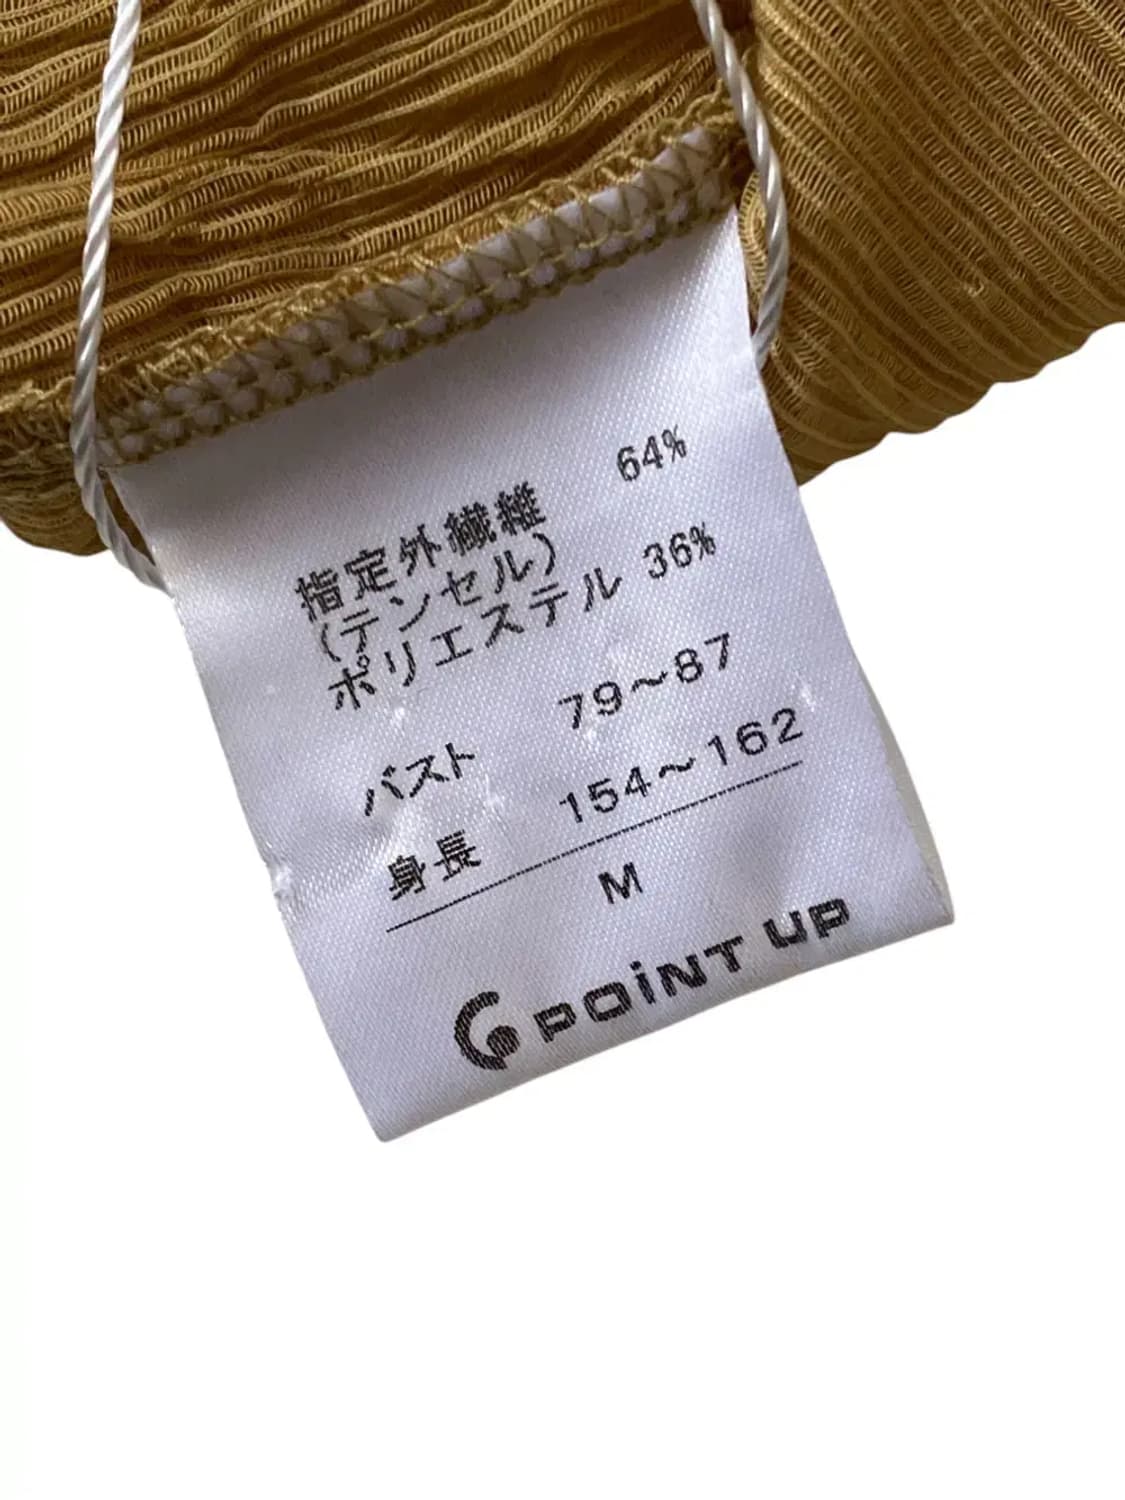 指定外繊維 64%
(テンセル)
ポリエステル 36%
バスト 79～87
身長 154～162
M
POINT UP